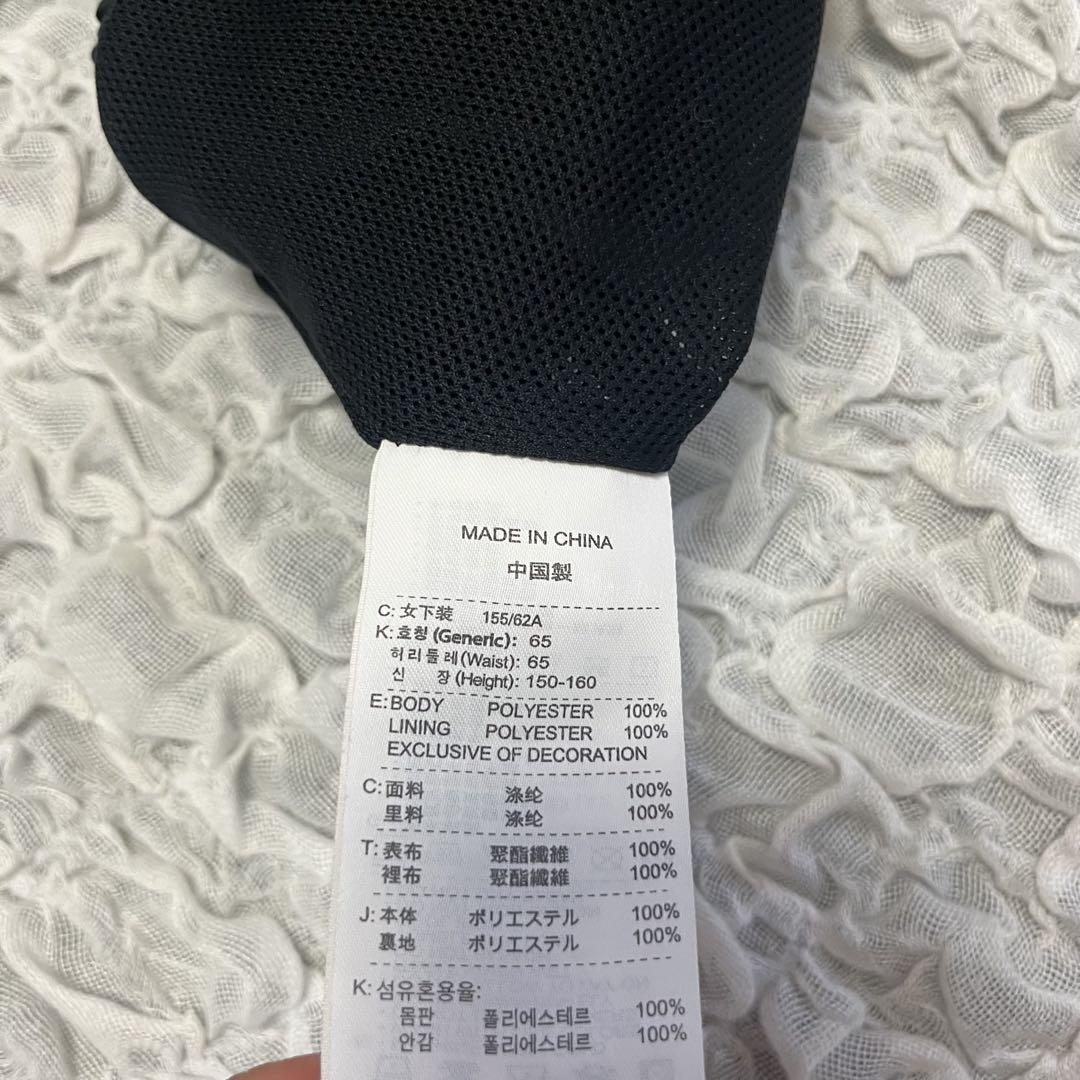 MADE IN CHINA
中国製
C: 女下装 155/62A
K: 호칭 (Generic): 65
허리둘레(Waist): 65
신 장 (Height): 150-160
E: BODY POLYESTER 100%
LINING POLYESTER 100%
EXCLUSIVE OF DECORATION
C: 面料 涤纶 100%
里料 涤纶 100%
T: 表布 聚酯纖維 100%
裡布 聚酯纖維 100%
J: 本体 ポリエステル 100%
裏地 ポリエステル 100%
K: 섬유혼용율:
몸판 폴리에스테르 100%
안감 폴리에스테르 100%